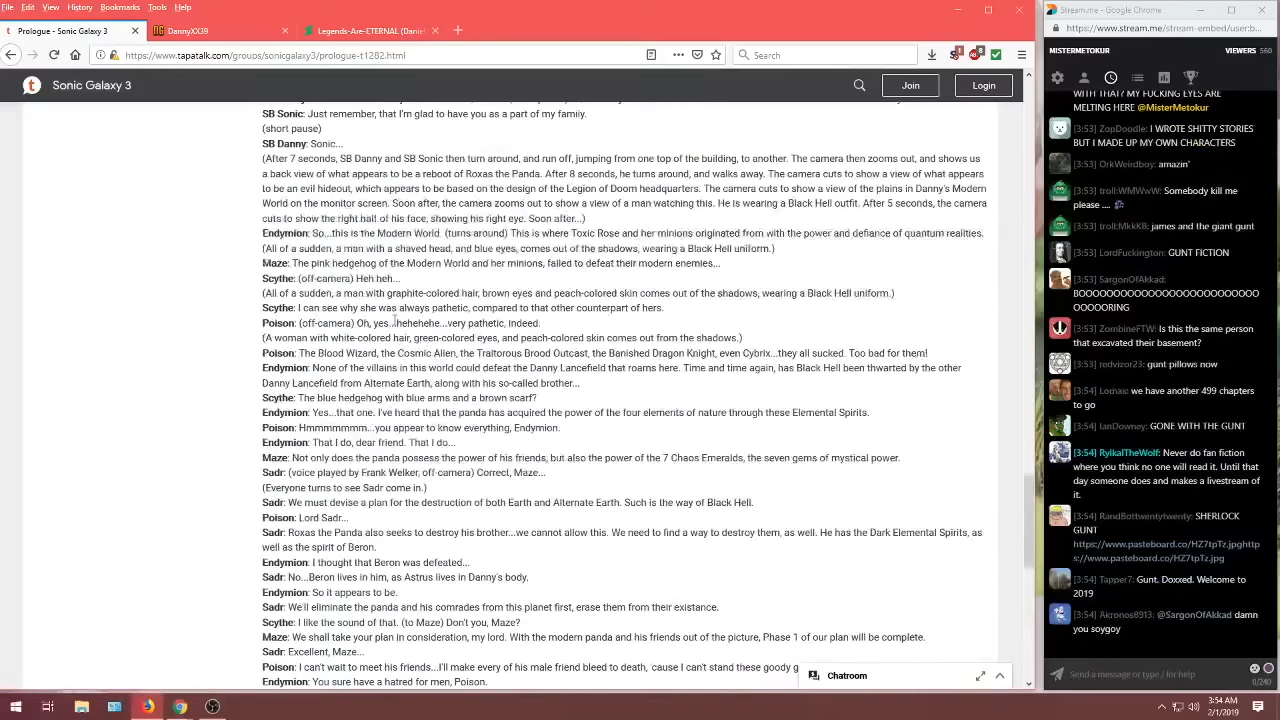 File Edit View History Bookmarks Tools Help
Prologue - Sonic Galaxy 3
DannyXX39
Legends-Are-ETERNAL (Daniel
https://www.tapatalk.com/groups/sonicgalaxy3/prologue-t1282.html
Search
Sonic Galaxy 3
Join
Login
SB Sonic: Just remember, that I'm glad to have you as a part of my family.
(short pause)
SB Danny: Sonic...
(After 7 seconds, SB Danny and SB Sonic then turn around, and run off, jumping from one top of the building, to another. The camera then zooms out, and shows us
a back view of what appears to be a reboot of Roxas the Panda. After 8 seconds, he turns around, and walks away. The camera cuts to show a view of what appears
to be an evil hideout, which appears to be based on the design of the Legion of Doom headquarters. The camera cuts to show a view of the plains in Danny's Modern
World on the monitor screen. Soon after, the camera zooms out to show a view of a man watching this. He is wearing a Black Hell outfit. After 5 seconds, the camera
cuts to show the right half of his face, showing his right eye. Soon after...)
Endymion: So...this is the Modern World. (turns around) This is where Toxic Rose and her minions originated from with the power and defiance of quantum realities.
(All of a sudden, a man with a shaved head, and blue eyes, comes out of the shadows, wearing a Black Hell uniform.)
Maze: The pink hedgehog of the Modern World and her minions, failed to defeat their modern enemies...
Scythe: (off-camera) Heh heh...
(All of a sudden, a man with graphite-colored hair, brown eyes and peach-colored skin comes out of the shadows, wearing a Black Hell uniform.)
Scythe: I can see why she was always pathetic, compared to that other counterpart of hers.
Poison: (off-camera) Oh, yes...hehehehe...very pathetic, indeed.
(A woman with white-colored hair, green-colored eyes, and peach-colored skin comes out from the shadows.)
Poison: The Blood Wizard, the Cosmic Alien, the Traitorous Brood Outcast, the Banished Dragon Knight, even Cybrix...they all sucked. Too bad for them!
Endymion: None of the villains in this world could defeat the Danny Lancefield that roams here. Time and time again, has Black Hell been thwarted by the other
Danny Lancefield from Alternate Earth, along with his so-called brother...
Scythe: The blue hedgehog with blue arms and a brown scarf?
Endymion: Yes...that one. I've heard that the panda has acquired the power of the four elements of nature through these Elemental Spirits.
Poison: Hmmmmmmm...you appear to know everything, Endymion.
Endymion: That I do, dear friend. That I do...
Maze: Not only does the panda possess the power of his friends, but also the power of the 7 Chaos Emeralds, the seven gems of mystical power.
Sadr: (voice played by Frank Welker, off-camera) Correct, Maze...
(Everyone turns to see Sadr come in.)
Sadr: We must devise a plan for the destruction of both Earth and Alternate Earth. Such is the way of Black Hell.
Poison: Lord Sadr...
Sadr: Roxas the Panda also seeks to destroy his brother...we cannot allow this. We need to find a way to destroy them, as well. He has the Dark Elemental Spirits, as
well as the spirit of Beron.
Endymion: I thought that Beron was defeated...
Sadr: No...Beron lives in him, as Astrus lives in Danny's body.
Endymion: So it appears to be.
Sadr: We'll eliminate the panda and his comrades from this planet first, erase them from their existance.
Scythe: I like the sound of that. (to Maze) Don't you, Maze?
Maze: We shall take your plan in consideration, my lord. With the modern panda and his friends out of the picture, Phase 1 of our plan will be complete.
Sadr: Excellent, Maze...
Poison: I can't wait to meet his friends...I'll make every of his male friend bleed to death, 'cause I can't stand these goody g
Endymion: You sure have a hatred for men, Poison.
Chatroom
Stream.me - Google Chrome
https://www.stream.me/stream-embed/user:b...
MISTERMETOKUR
VIEWERS 560
WITH THAT? MY FUCKING EYES ARE
MELTING HERE @MisterMetokur
[3:53] ZopDoodle: I WROTE SHITTY STORIES
BUT I MADE UP MY OWN CHARACTERS
[3:53] OrkWeirdboy: amazin'
[3:53] troll:WMWwW: Somebody kill me
please ....
[3:53] troll:MkkKB: james and the giant gunt
[3:53] LordFuckington: GUNT FICTION
[3:53] SargonOfAkkad:
BOOOOOOOOOOOOOOOOOOOOOOOO
OOOOORING
[3:53] ZombineFTW: Is this the same person
that excavated their basement?
[3:53] redvizor23: gunt pillows now
[3:54] Lomax: we have another 499 chapters
to go
[3:54] IanDowney: GONE WITH THE GUNT
[3:54] RyikalTheWolf: Never do fan fiction
where you think no one will read it. Until that
day someone does and makes a livestream of
it.
[3:54] RandBottwentytwenty: SHERLOCK
GUNT
https://www.pasteboard.co/HZ7tpTz.jpghttp
s://www.pasteboard.co/HZ7tpTz.jpg
[3:54] Tapper7: Gunt. Doxxed. Welcome to
2019
[3:54] Akronos8913: @SargonOfAkkad damn
you soygoy
Send a message or type / for help
0/240
3:54 AM
2/1/2019